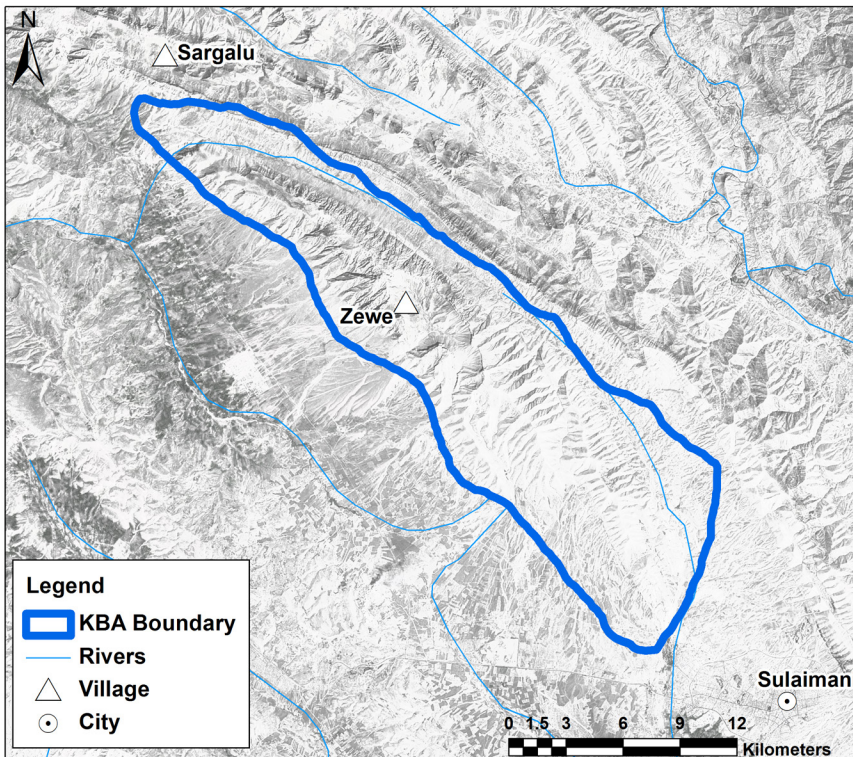 N
Sargalu
Zewe
Legend
KBA Boundary
Rivers
Village
City
Sulaiman
0 1.5 3 6 9 12
Kilometers